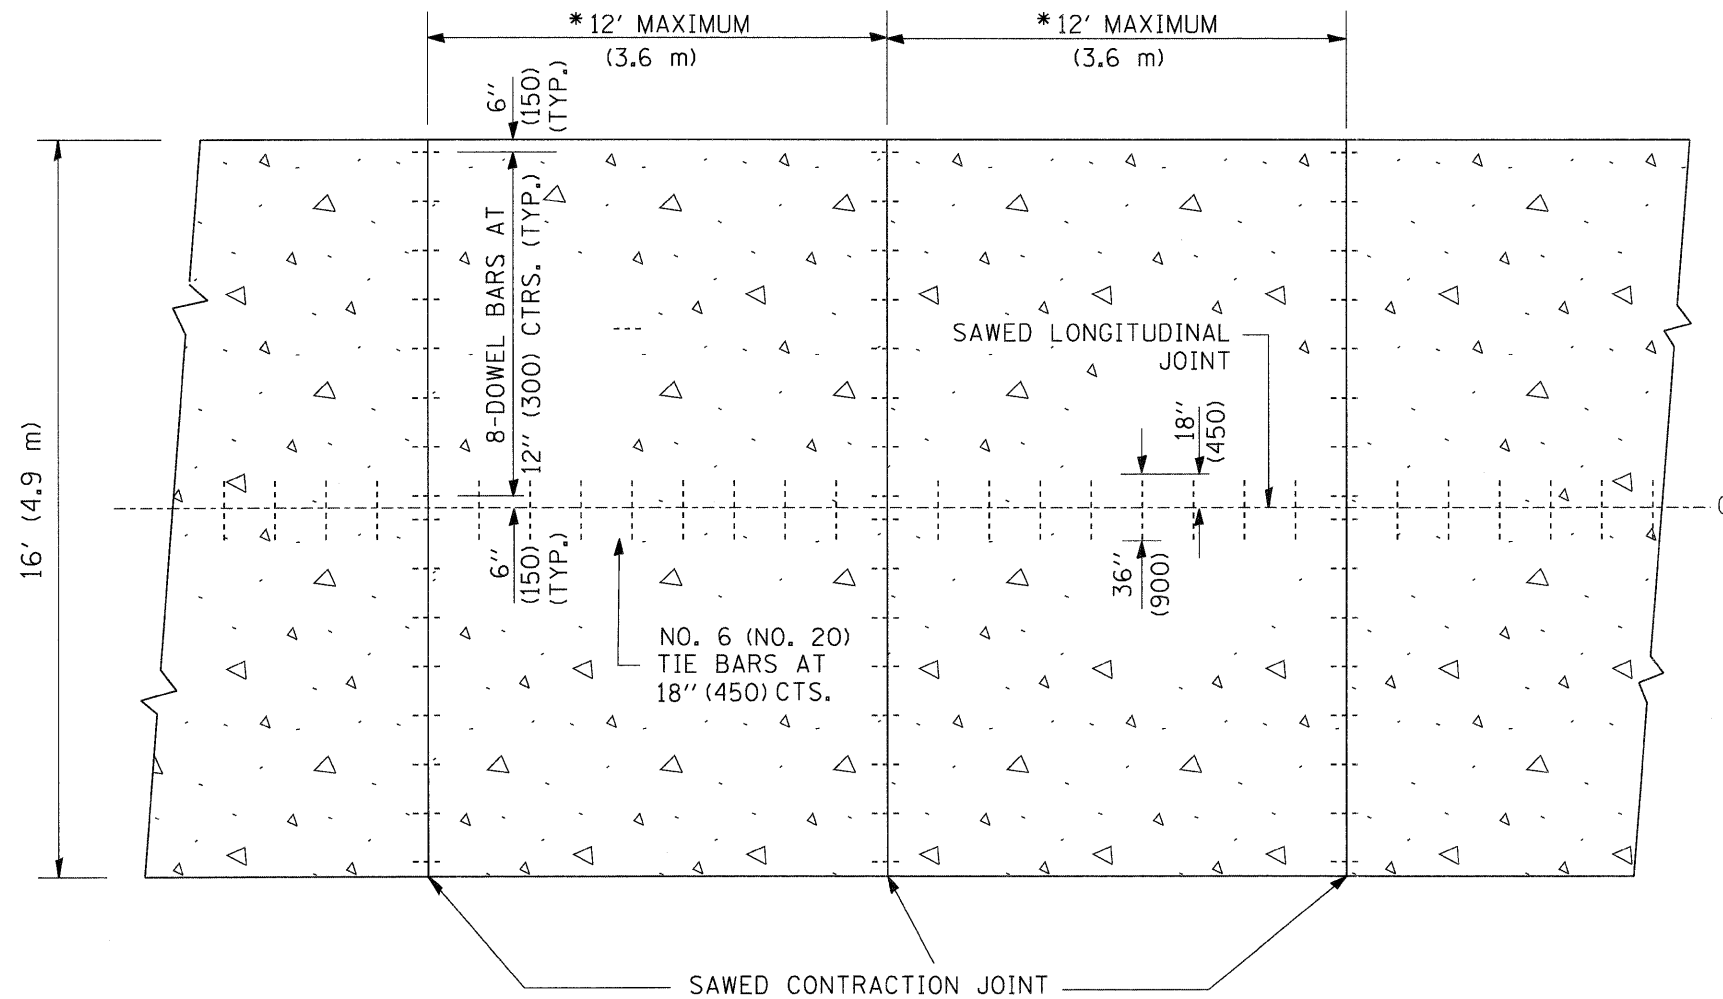 *12' MAXIMUM
(3.6 m)
*12' MAXIMUM
(3.6 m)
6"
(150)
(TYP.)
16' (4.9 m)
8-DOWEL BARS AT
12" (300) CTRS. (TYP.)
SAWED LONGITUDINAL
JOINT
18"
(450)
6"
(150)
(TYP.)
36"
(900)
NO. 6 (NO. 20)
TIE BARS AT
18" (450) CTS.
SAWED CONTRACTION JOINT